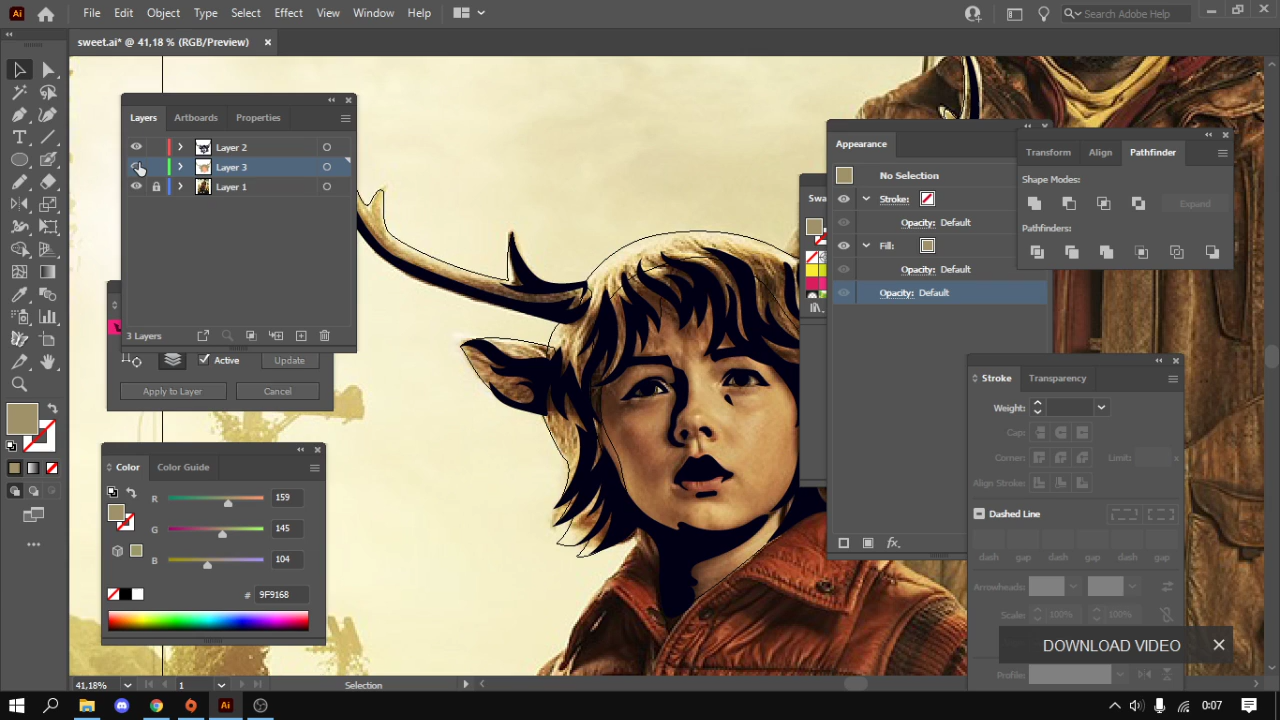 Ai
File Edit Object Type Select Effect View Window Help
Search Adobe Help
sweet.ai* @ 41,18 % (RGB/Preview)
Layers Artboards Properties
Layer 2
Layer 3
Layer 1
3 Layers
Active Update
Apply to Layer Cancel
Color Color Guide
R 159
G 145
B 104
# 9F9168
Swa
Appearance
No Selection
Stroke:
Opacity: Default
Fill:
Opacity: Default
Opacity: Default
fx
Transform Align Pathfinder
Shape Modes:
Expand
Pathfinders:
Stroke Transparency
Weight:
Cap:
Corner: Limit: x
Align Stroke:
Dashed Line
dash gap dash gap dash gap
Arrowheads:
Scale: 100% 100%
Profile:
DOWNLOAD VIDEO
41,18% 1 Selection
Ai
0:07